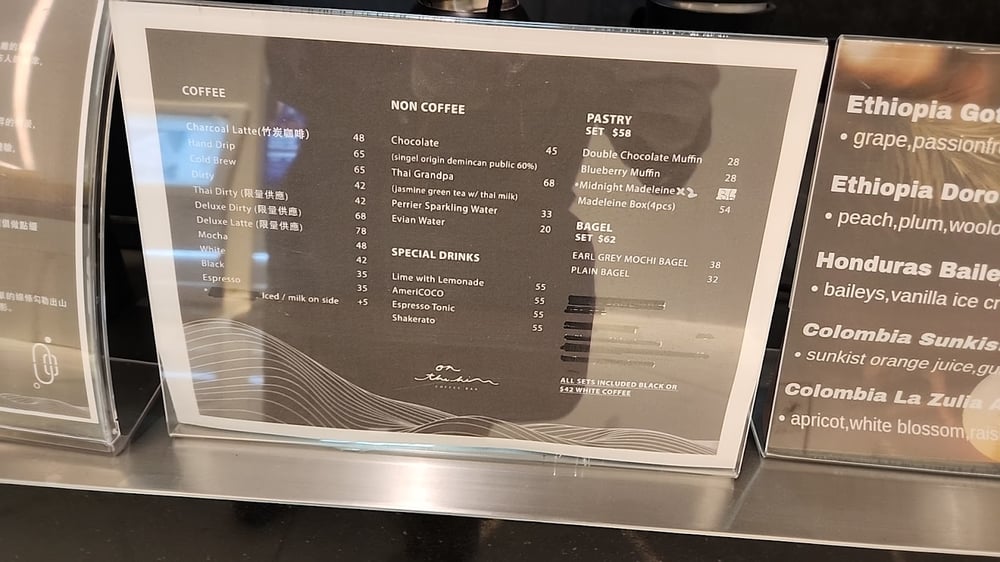 COFFEE
Charcoal Latte(竹炭咖啡) 48
Hand Drip 65
Cold Brew 65
Dirty 42
Thai Dirty (限量供應) 42
Deluxe Dirty (限量供應) 68
Deluxe Latte (限量供應) 78
Mocha 48
White 42
Black 35
Espresso 35
Iced / milk on side +5
NON COFFEE
Chocolate 45
(singel origin demincan public 60%)
Thai Grandpa 68
(jasmine green tea w/ thai milk)
Perrier Sparkling Water 33
Evian Water 20
SPECIAL DRINKS
Lime with Lemonade 55
AmeriCOCO 55
Espresso Tonic 55
Shakerato 55
on
the him
COFFEE BAR
PASTRY
SET $58
Double Chocolate Muffin 28
Blueberry Muffin 28
•Midnight Madeleine
Madeleine Box(4pcs) 54
BAGEL
SET $62
EARL GREY MOCHI BAGEL 38
PLAIN BAGEL 32
ALL SETS INCLUDED BLACK OR
$42 WHITE COFFEE
Ethiopia
• grape,passionfr
Ethiopia Doro
• peach,plum,woolo
Honduras Baile
• baileys,vanilla ice cr
Colombia Sunkis
• sunkist orange juice,gu
Colombia La Zulia
• apricot,white blossom,rais